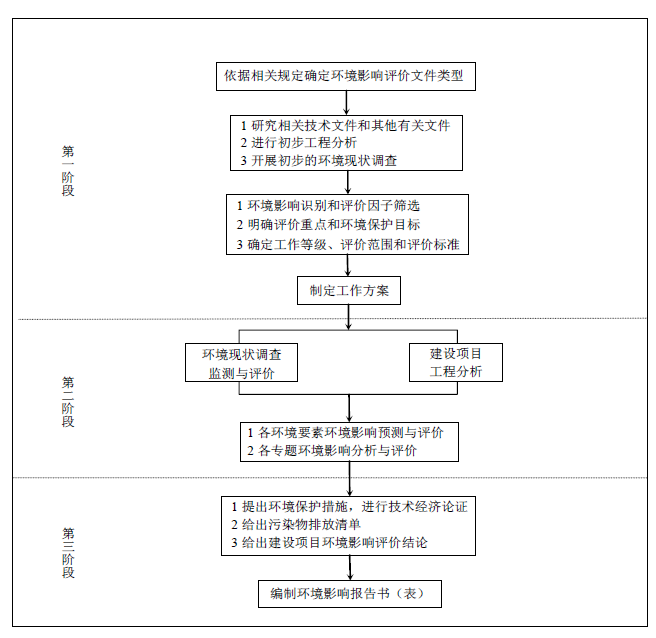 依据相关规定确定环境影响评价文件类型
1 研究相关技术文件和其他有关文件
2 进行初步工程分析
3 开展初步的环境现状调查
第一阶段
1 环境影响识别和评价因子筛选
2 明确评价重点和环境保护目标
3 确定工作等级、评价范围和评价标准
制定工作方案
环境现状调查
监测与评价
建设项目
工程分析
第二阶段
1 各环境要素环境影响预测与评价
2 各专题环境影响分析与评价
1 提出环境保护措施，进行技术经济论证
2 给出污染物排放清单
3 给出建设项目环境影响评价结论
第三阶段
编制环境影响报告书（表）